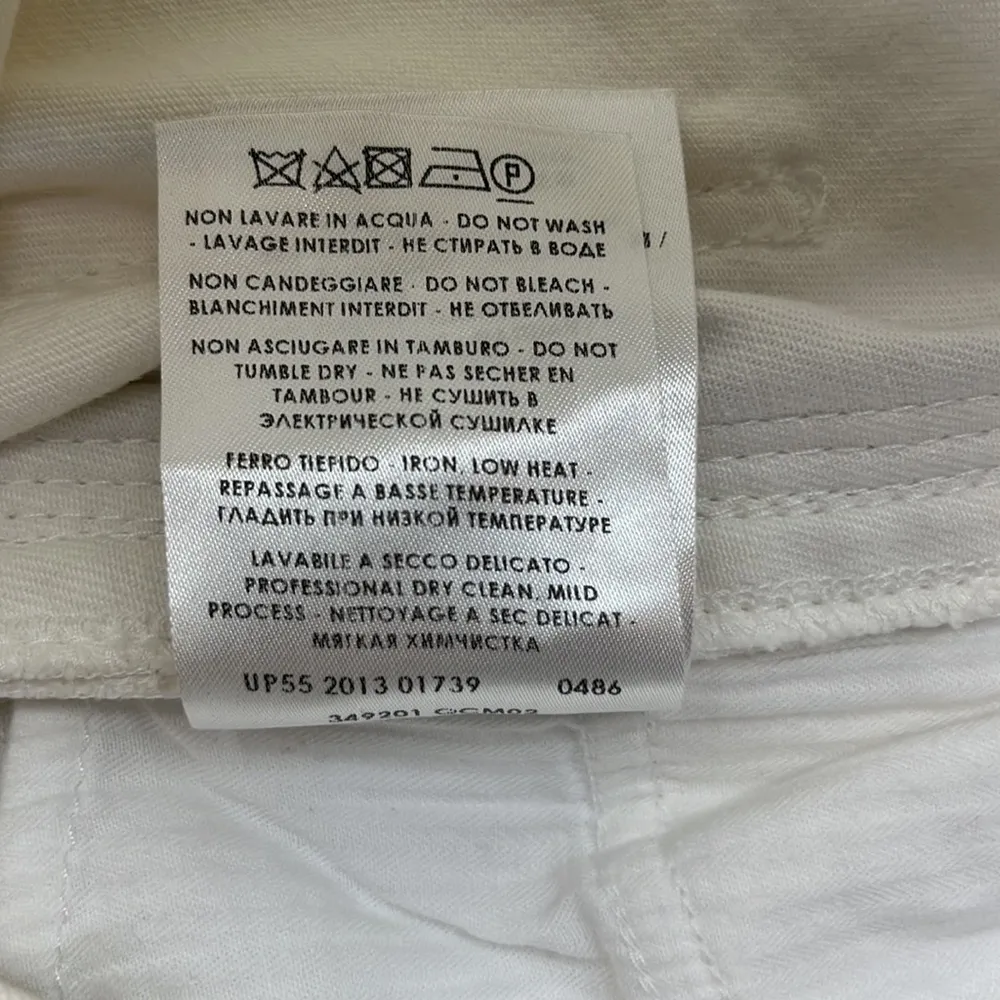 P
NON LAVARE IN ACQUA - DO NOT WASH
- LAVAGE INTERDIT - НЕ СТИРАТЬ В ВОДЕ
NON CANDEGGIARE - DO NOT BLEACH -
BLANCHIMENT INTERDIT - НЕ ОТБЕЛИВАТЬ
NON ASCIUGARE IN TAMBURO - DO NOT
TUMBLE DRY - NE PAS SECHER EN
TAMBOUR - НЕ СУШИТЬ В
ЭЛЕКТРИЧЕСКОЙ СУШИЛКЕ
FERRO TIEPIDO - IRON, LOW HEAT -
REPASSAGE A BASSE TEMPERATURE -
ГЛАДИТЬ ПРИ НИЗКОЙ ТЕМПЕРАТУРЕ
LAVABILE A SECCO DELICATO -
PROFESSIONAL DRY CLEAN, MILD
PROCESS - NETTOYAGE A SEC DELICAT -
МЯГКАЯ ХИМЧИСТКА
UP55 2013 01739 0486
349201